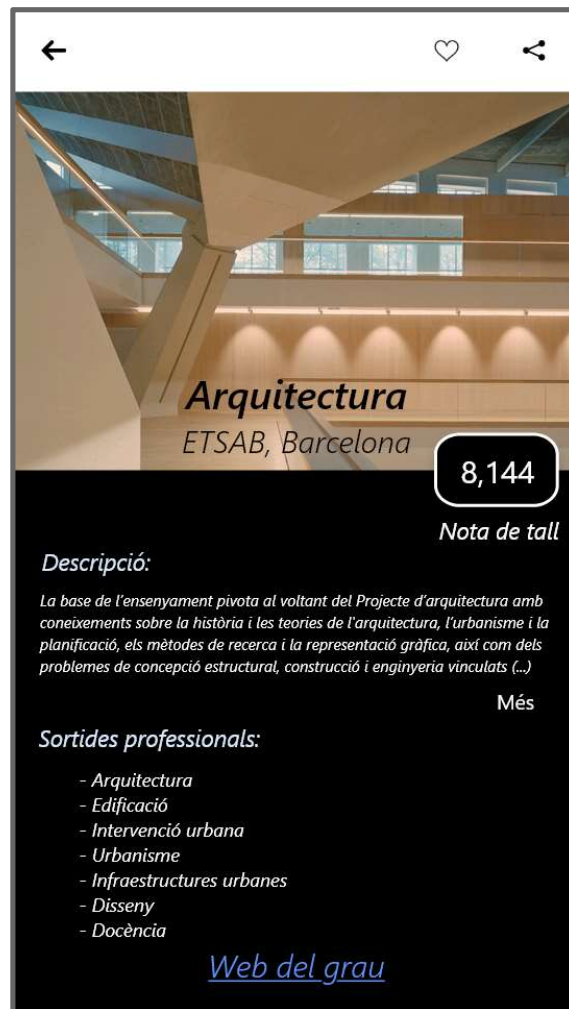 Arquitectura
ETSAB, Barcelona
8,144
Nota de tall
Descripció:
La base de l'ensenyament pivota al voltant del Projecte d'arquitectura amb
coneixements sobre la història i les teories de l'arquitectura, l'urbanisme i la
planificació, els mètodes de recerca i la representació gràfica, així com dels
problemes de concepció estructural, construcció i enginyeria vinculats (...)
Més
Sortides professionals:
- Arquitectura
- Edificació
- Intervenció urbana
- Urbanisme
- Infraestructures urbanes
- Disseny
- Docència
Web del grau